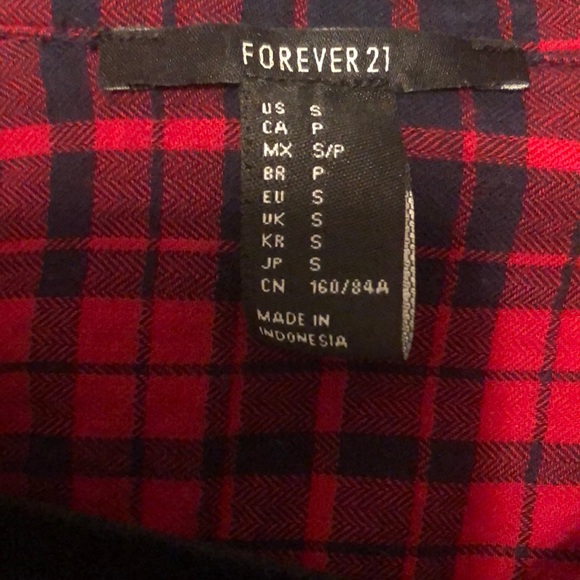 FOREVER 21
US S
CA P
MX S/P
BR P
EU S
UK S
KR S
JP S
CN 160/84A
MADE IN
INDONESIA